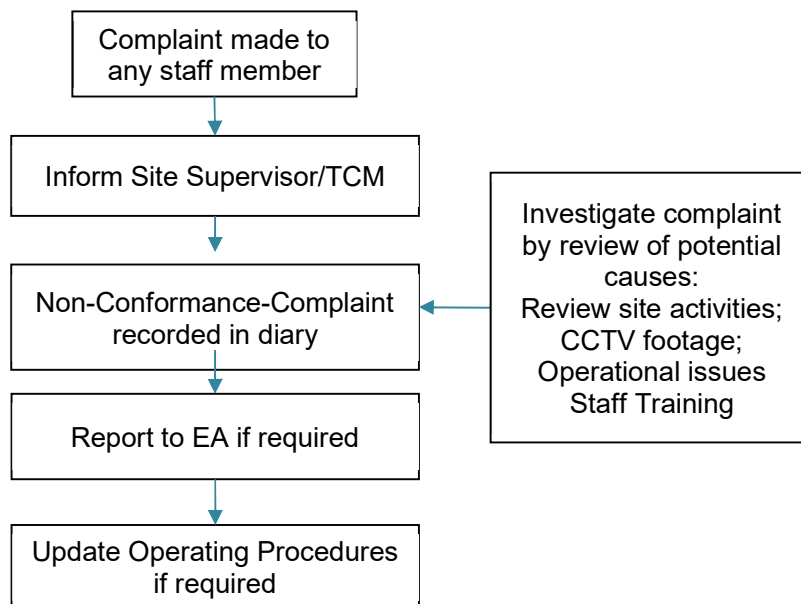 Complaint made to
any staff member
Inform Site Supervisor/TCM
Non-Conformance-Complaint
recorded in diary
Investigate complaint
by review of potential
causes:
Review site activities;
CCTV footage;
Operational issues
Staff Training
Report to EA if required
Update Operating Procedures
if required